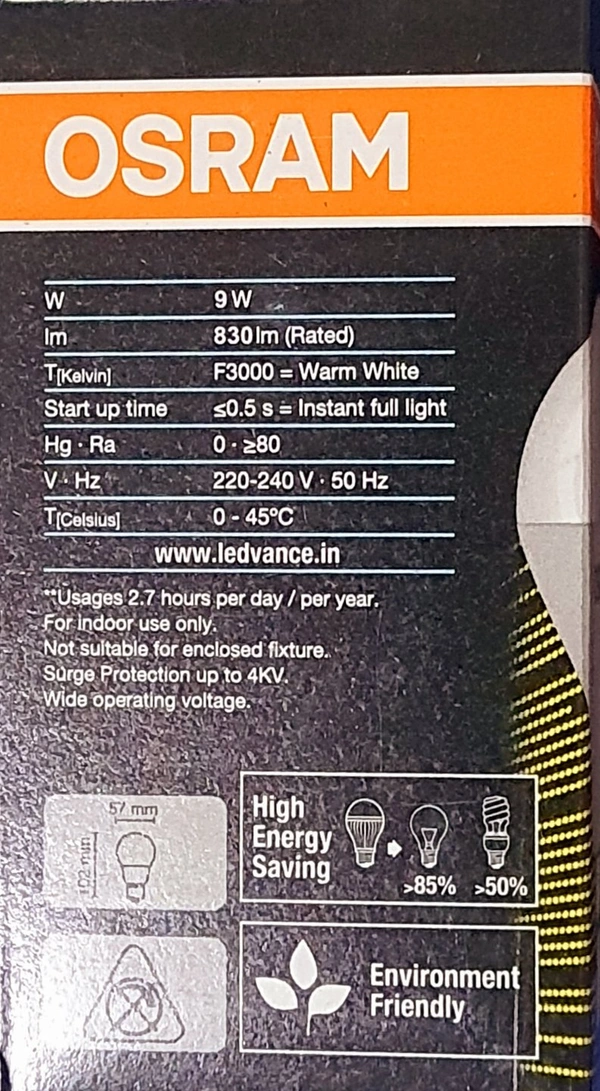 OSRAM
W 9 W
lm 830 lm (Rated)
T[Kelvin] F3000 = Warm White
Start up time ≤0.5 s = Instant full light
Hg · Ra 0 · ≥80
V · Hz 220-240 V · 50 Hz
T[Celsius] 0 - 45°C
www.ledvance.in
**Usages 2.7 hours per day / per year.
For indoor use only.
Not suitable for enclosed fixture.
Surge Protection up to 4KV.
Wide operating voltage.
57 mm
102 mm
High
Energy
Saving
>85% >50%
Environment
Friendly